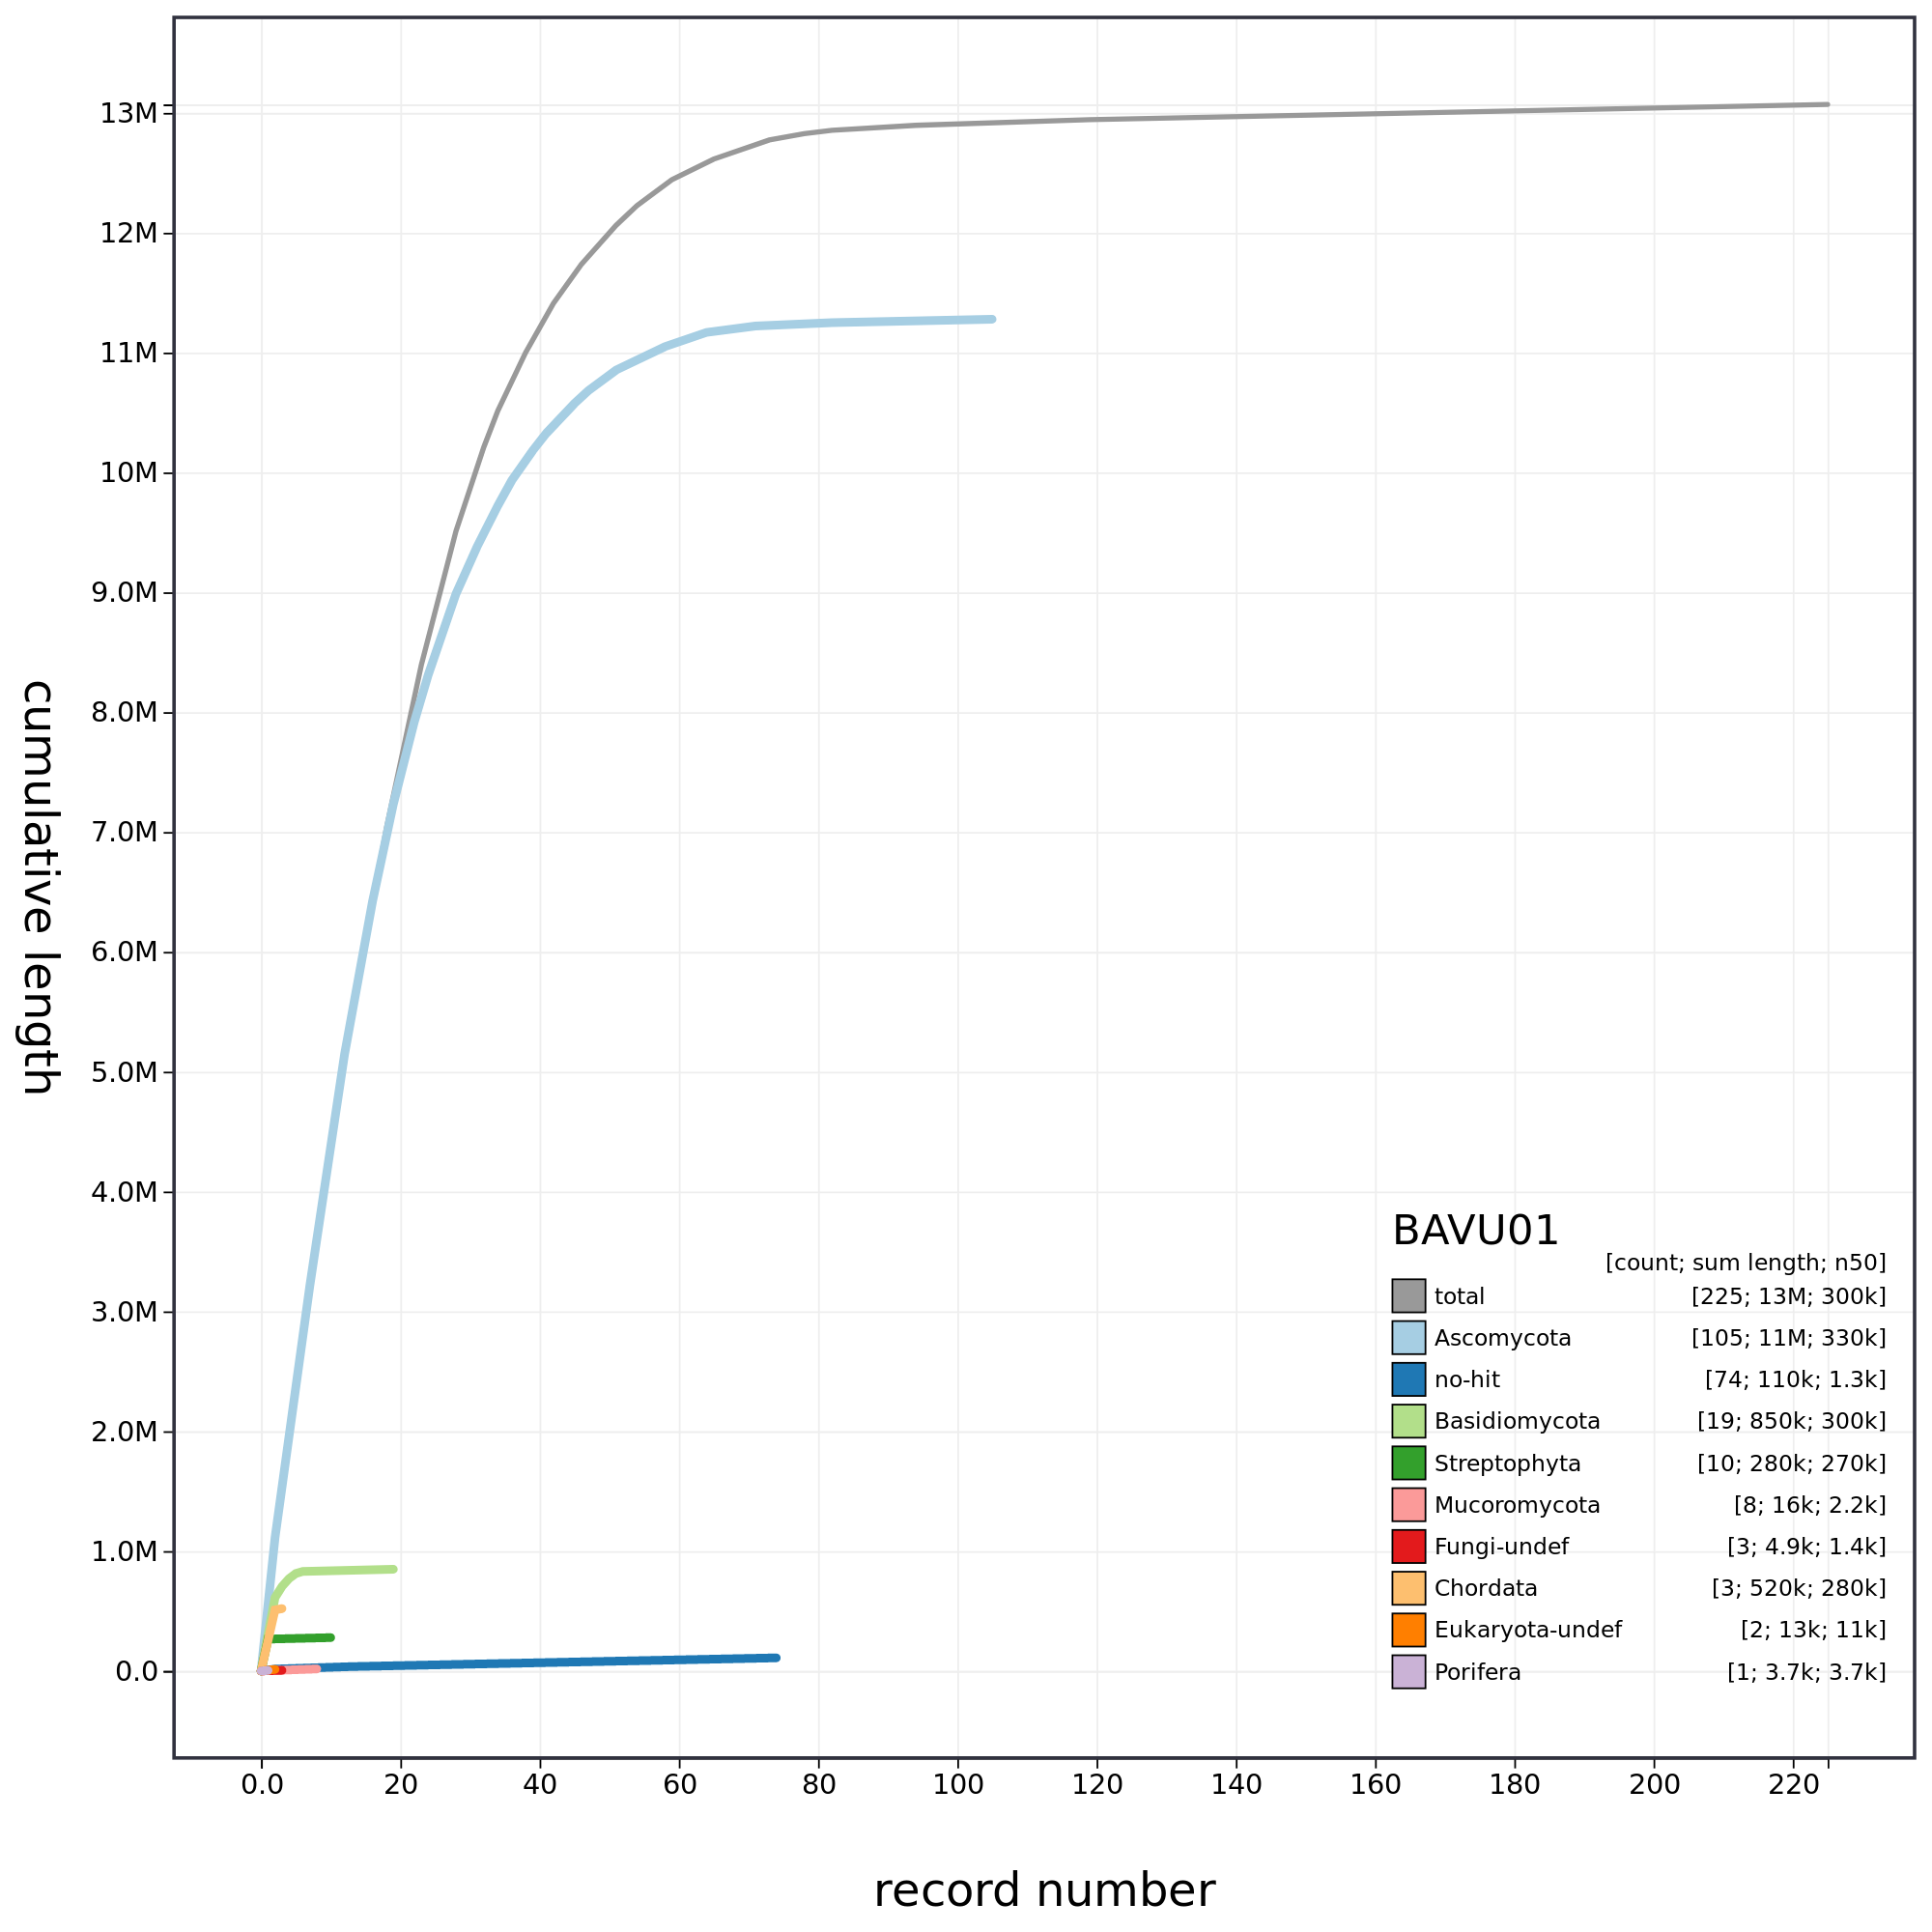 13M
12M
11M
10M
9.0M
8.0M
7.0M
6.0M
5.0M
4.0M
3.0M
2.0M
1.0M
0.0
cumulative length
BAVU01
[count; sum length; n50]
total [225; 13M; 300k]
Ascomycota [105; 11M; 330k]
no-hit [74; 110k; 1.3k]
Basidiomycota [19; 850k; 300k]
Streptophyta [10; 280k; 270k]
Mucoromycota [8; 16k; 2.2k]
Fungi-undef [3; 4.9k; 1.4k]
Chordata [3; 520k; 280k]
Eukaryota-undef [2; 13k; 11k]
Porifera [1; 3.7k; 3.7k]
0.0 20 40 60 80 100 120 140 160 180 200 220
record number